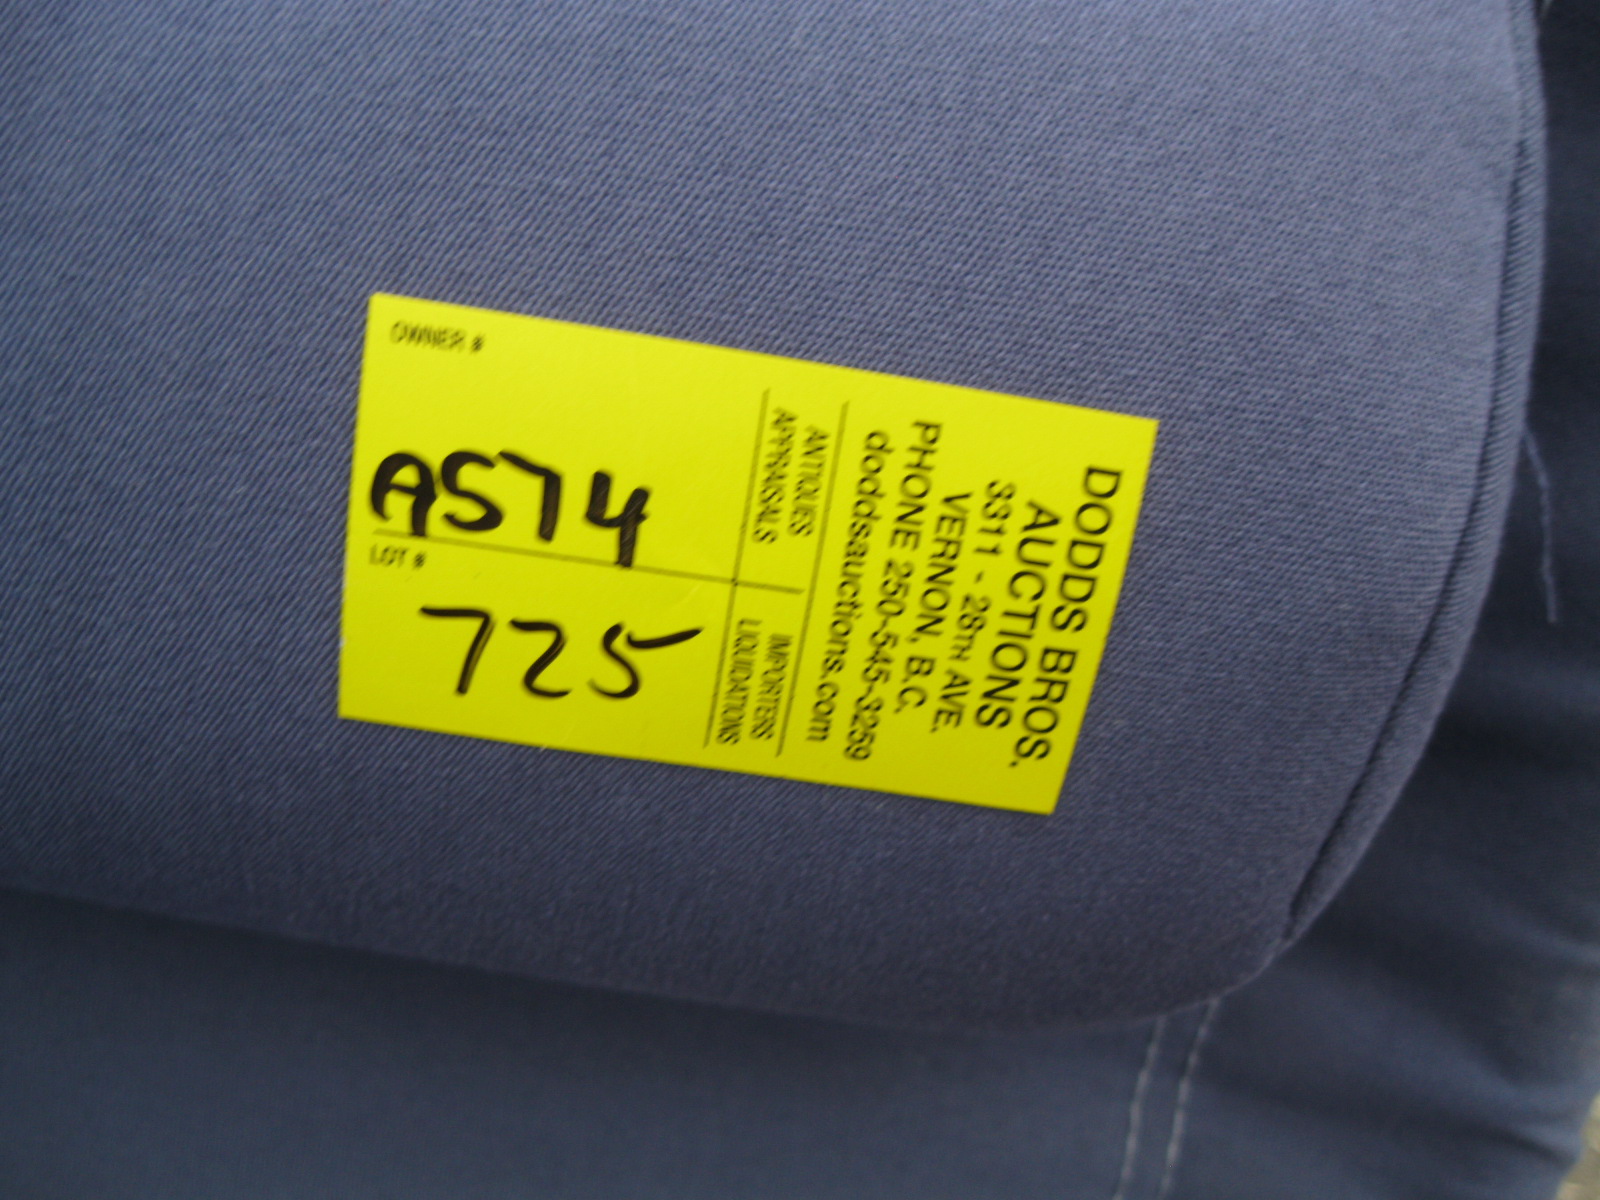 DODDS BROS.
AUCTIONS
3311 - 28TH AVE.
VERNON, B.C.
PHONE 250-545-3259
doddsauctions.com
ANTIQUES
APPRAISALS
IMPORTERS
LIQUIDATIONS
OWNER #
A574
LOT #
725